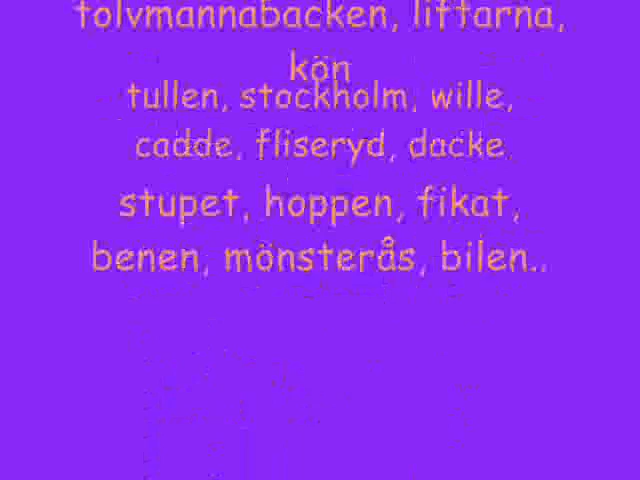 tolvmannabacken, liftarna,
kön
tullen, stockholm, wille,
cadde, fliseryd, dacke
stupet, hoppen, fikat,
benen, mönsterås, bilen..